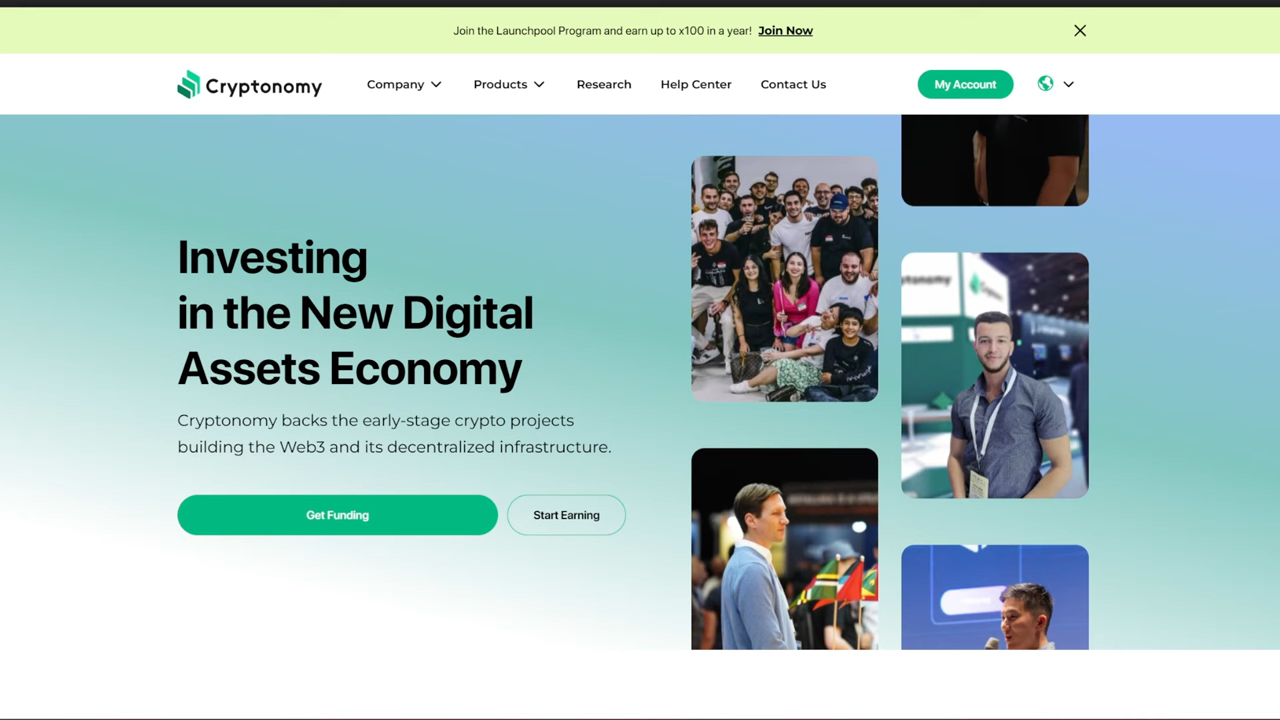 Join the Launchpool Program and earn up to x100 in a year! Join Now
Cryptonomy
Company
Products
Research
Help Center
Contact Us
My Account
Investing
in the New Digital
Assets Economy
Cryptonomy backs the early-stage crypto projects
building the Web3 and its decentralized infrastructure.
Get Funding
Start Earning